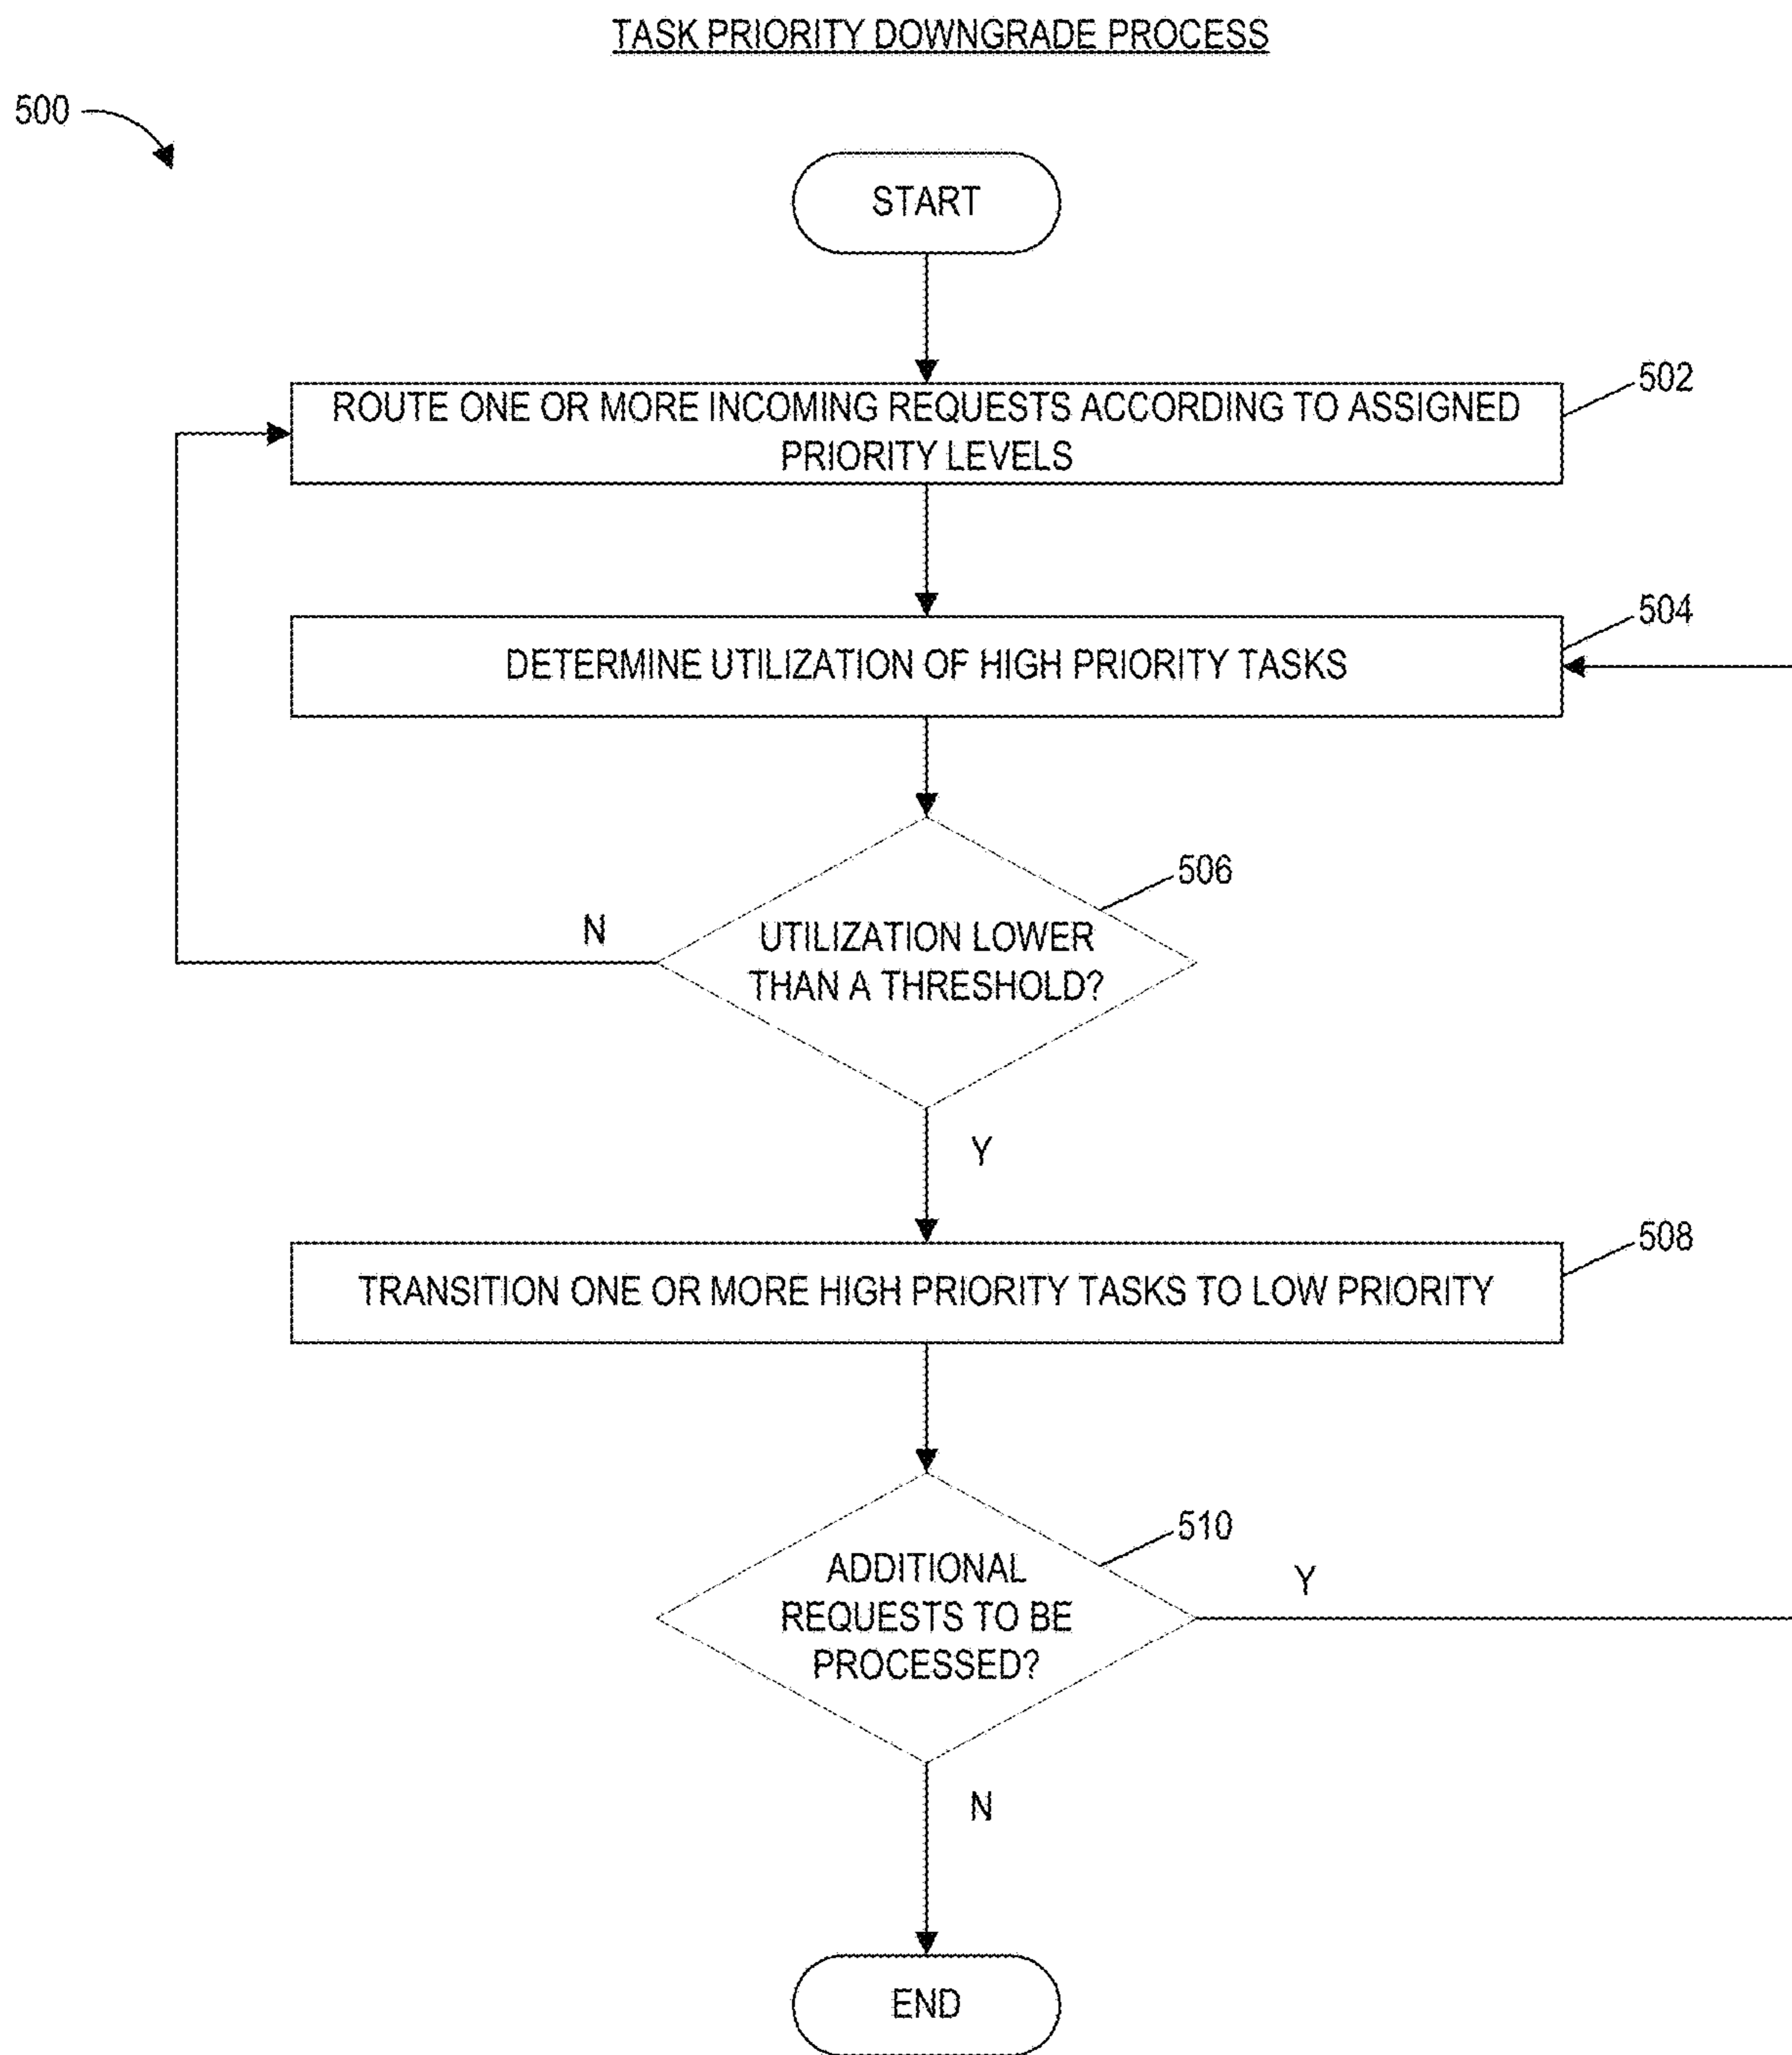 TASK PRIORITY DOWNGRADE PROCESS
500
START
502
ROUTE ONE OR MORE INCOMING REQUESTS ACCORDING TO ASSIGNED
PRIORITY LEVELS
504
DETERMINE UTILIZATION OF HIGH PRIORITY TASKS
506
N
UTILIZATION LOWER
THAN A THRESHOLD?
Y
508
TRANSITION ONE OR MORE HIGH PRIORITY TASKS TO LOW PRIORITY
510
ADDITIONAL
REQUESTS TO BE
PROCESSED?
Y
N
END